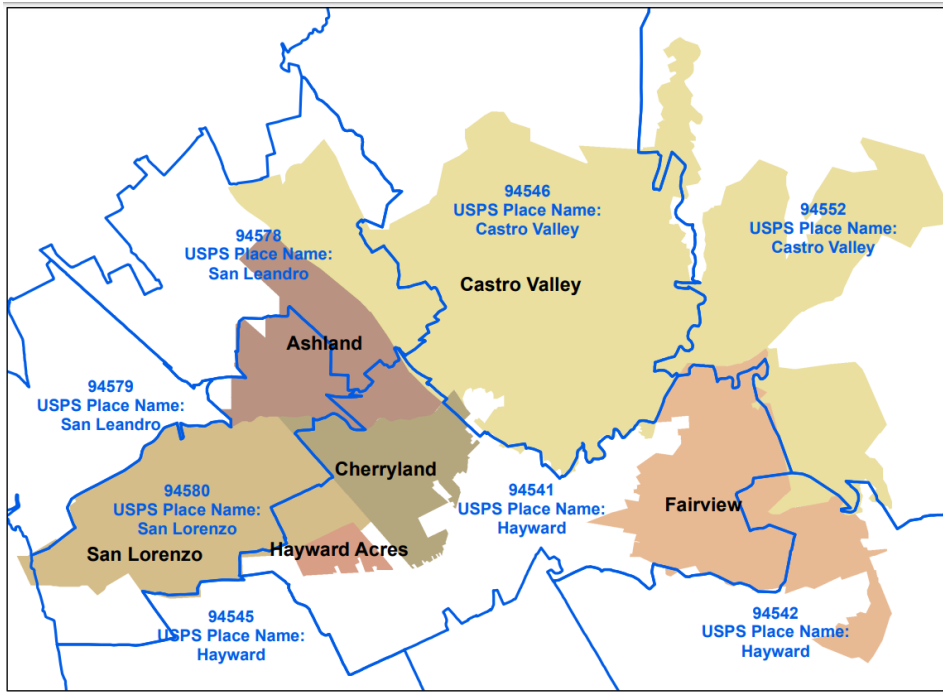 94546
USPS Place Name:
Castro Valley
94552
USPS Place Name:
Castro Valley
94578
USPS Place Name:
San Leandro
Castro Valley
Ashland
94579
USPS Place Name:
San Leandro
Cherryland
94580
USPS Place Name:
San Lorenzo
94541
USPS Place Name:
Hayward
Fairview
San Lorenzo
Hayward Acres
94545
USPS Place Name:
Hayward
94542
USPS Place Name:
Hayward